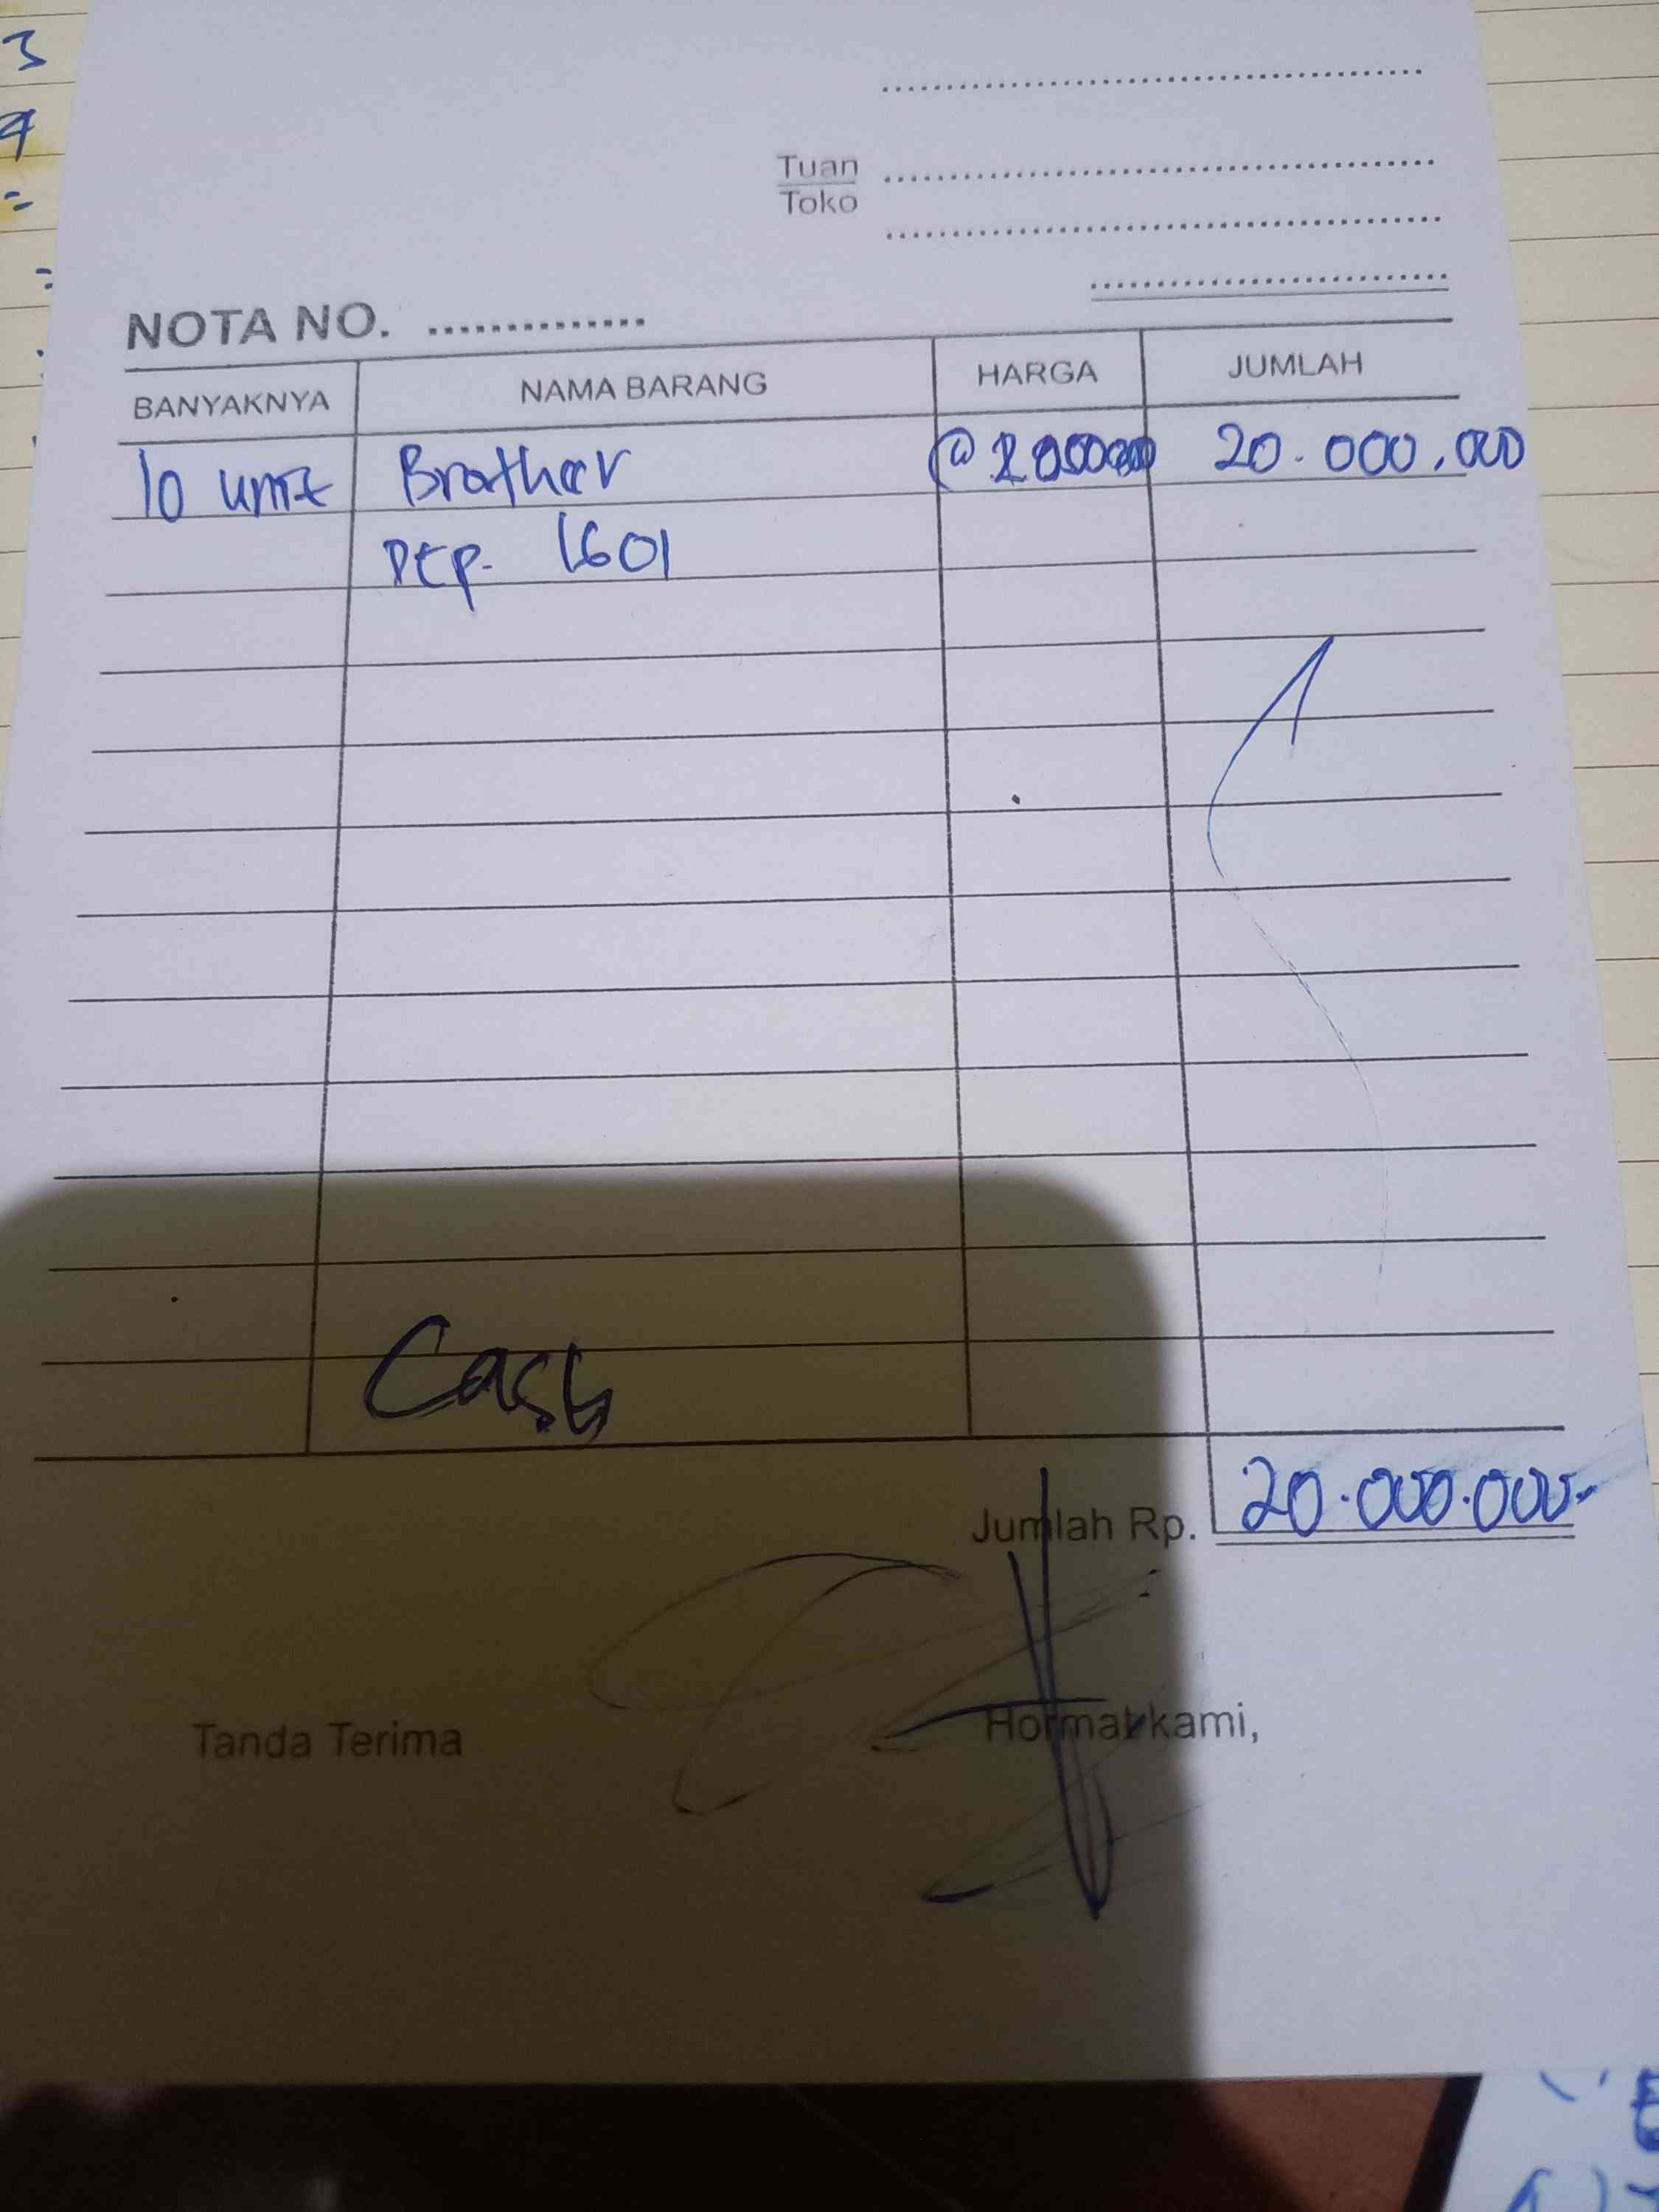 Tuan
Toko
NOTA NO. ...............
BANYAKNYA NAMA BARANG HARGA JUMLAH
10 unit Brother @ 20.000.000
DCP. 1601
Cash
Jumlah Rp. 20.000.000.-
Tanda Terima Hormat kami,